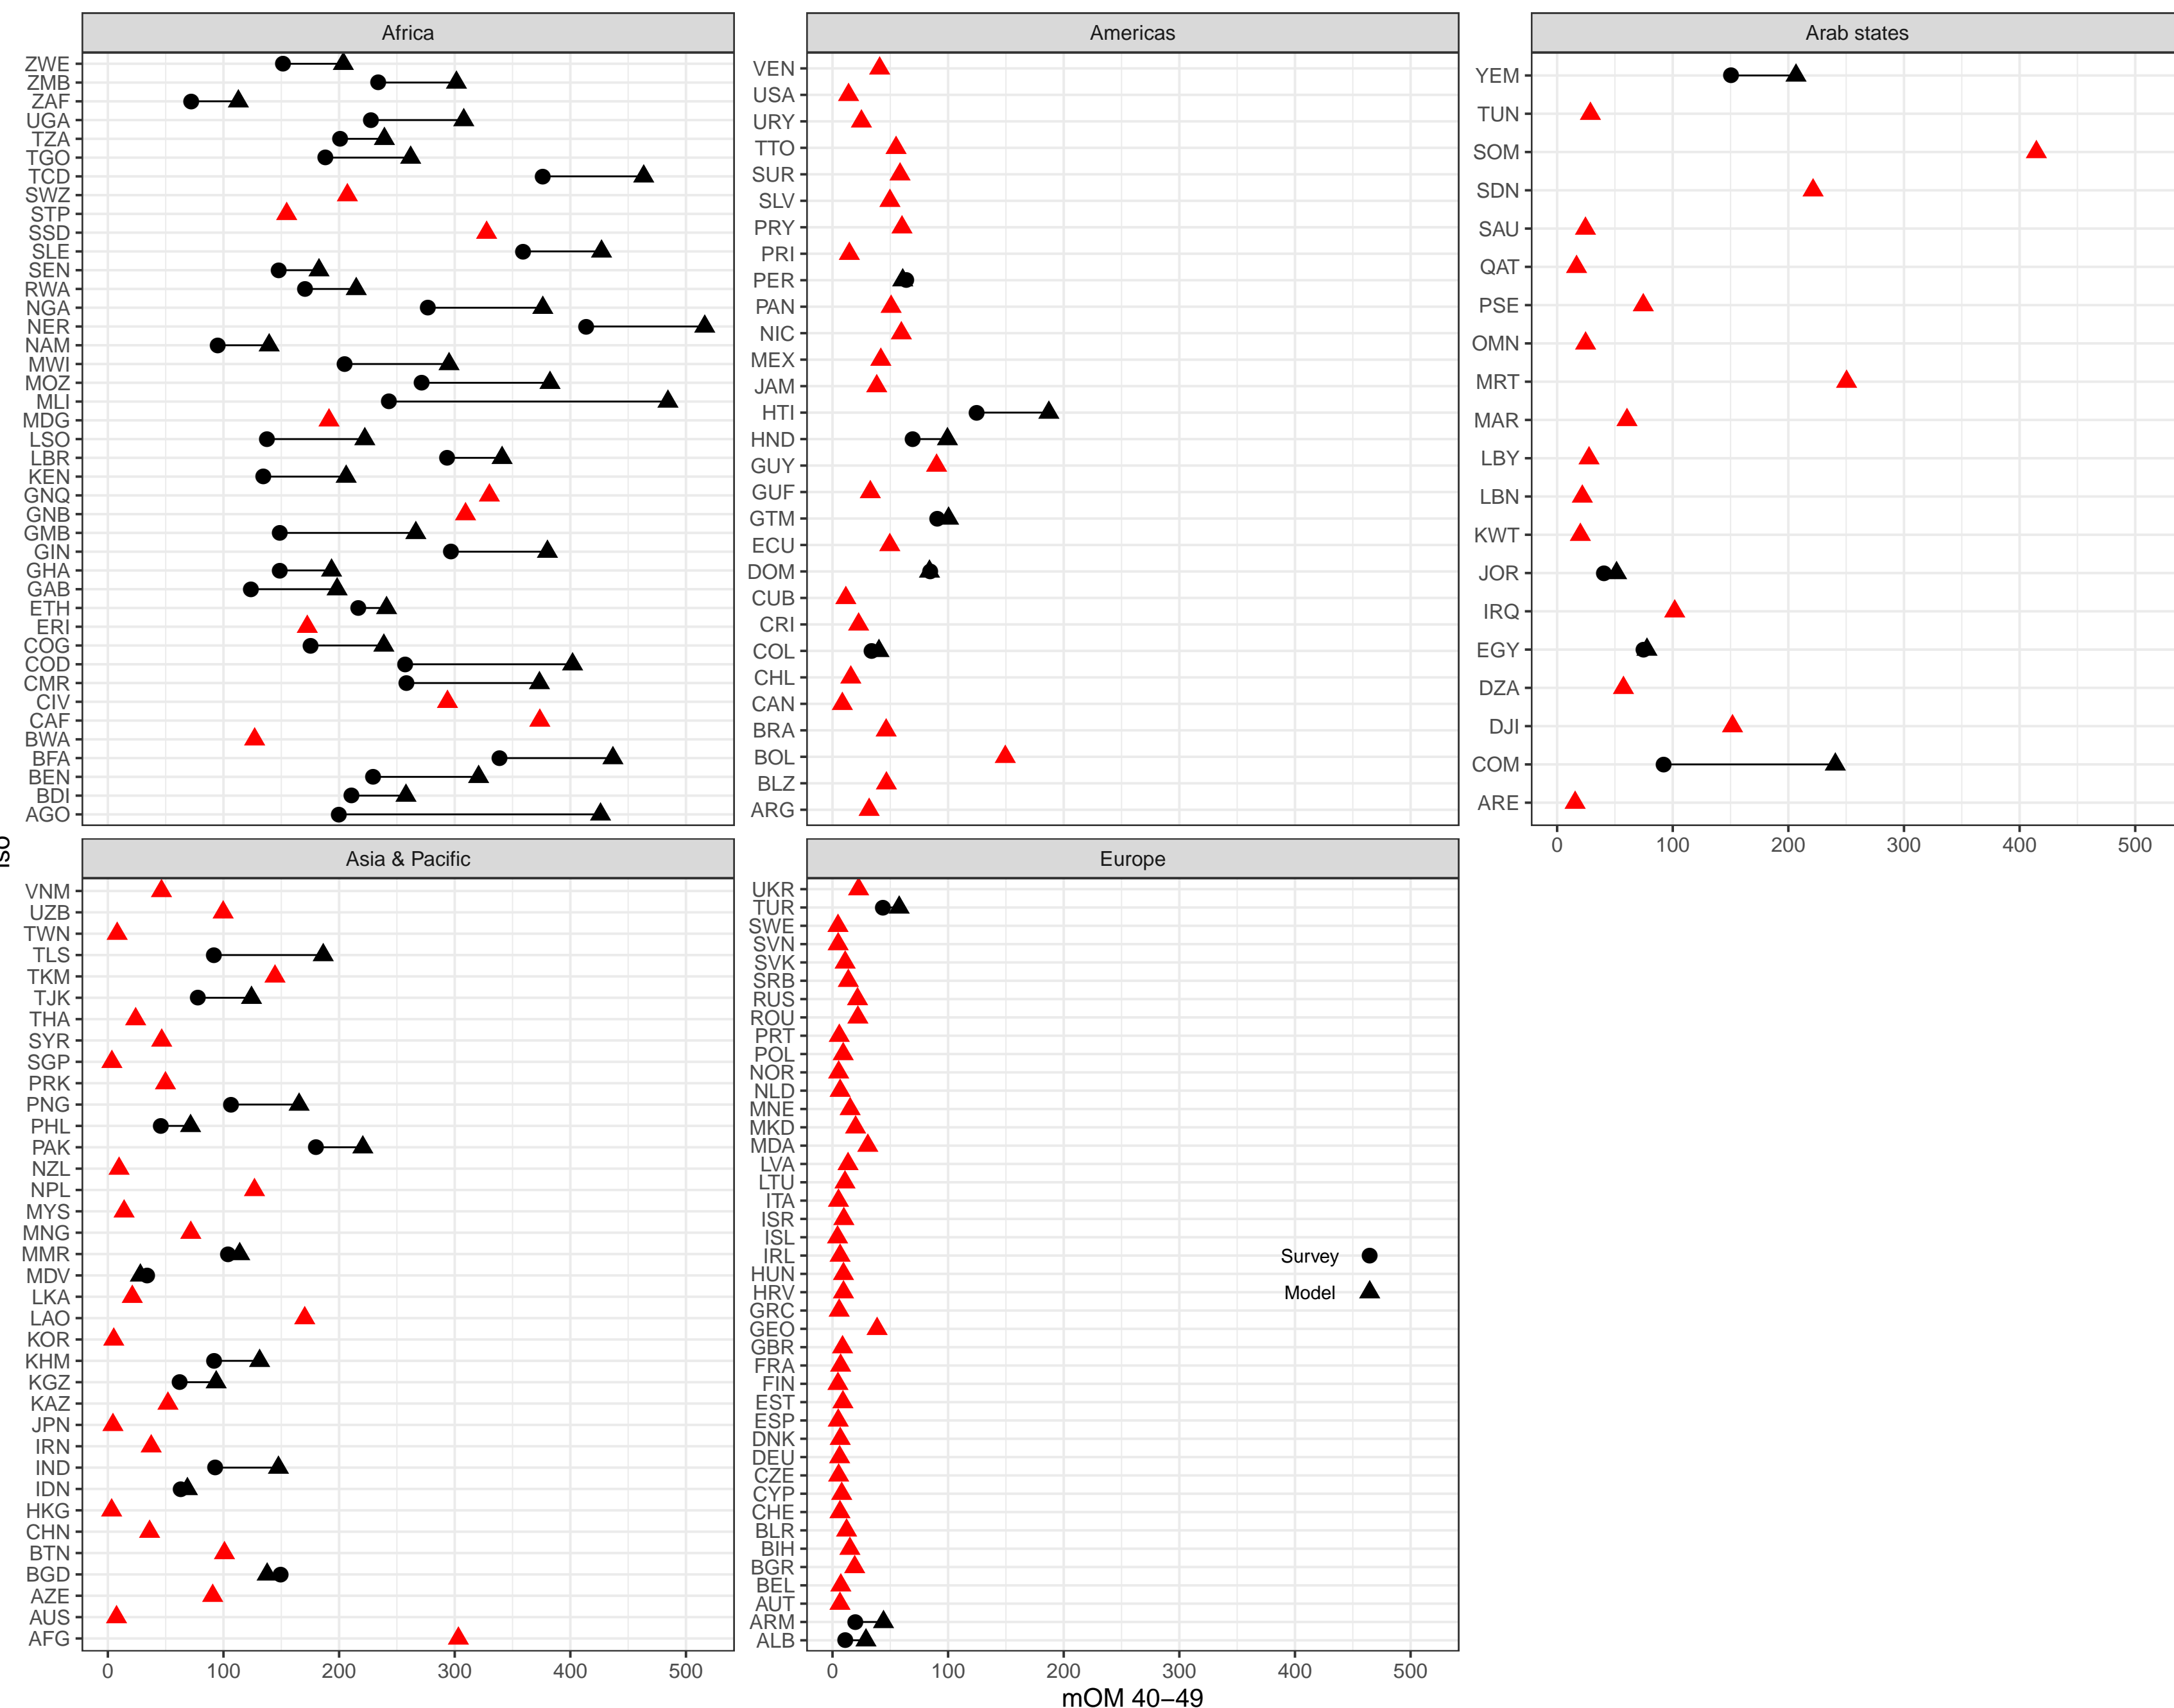 Africa
ZWE
ZMB
ZAF
UGA
TZA
TGO
TCD
SWZ
STP
SSD
SLE
SEN
RWA
NGA
NER
NAM
MWI
MOZ
MLI
MDG
LSO
LBR
KEN
GNQ
GNB
GMB
GIN
GHA
GAB
ETH
ERI
COG
COD
CMR
CIV
CAF
BWA
BFA
BEN
BDI
AGO
Americas
VEN
USA
URY
TTO
SUR
SLV
PRY
PRI
PER
PAN
NIC
MEX
JAM
HTI
HND
GUY
GUF
GTM
ECU
DOM
CUB
CRI
COL
CHL
CAN
BRA
BOL
BLZ
ARG
Arab states
YEM
TUN
SOM
SDN
SAU
QAT
PSE
OMN
MRT
MAR
LBY
LBN
KWT
JOR
IRQ
EGY
DZA
DJI
COM
ARE
0 100 200 300 400 500
iso
Asia & Pacific
VNM
UZB
TWN
TLS
TKM
TJK
THA
SYR
SGP
PRK
PNG
PHL
PAK
NZL
NPL
MYS
MNG
MMR
MDV
LKA
LAO
KOR
KHM
KGZ
KAZ
JPN
IRN
IND
IDN
HKG
CHN
BTN
BGD
AZE
AUS
AFG
0 100 200 300 400 500
Europe
UKR
TUR
SWE
SVN
SVK
SRB
RUS
ROU
PRT
POL
NOR
NLD
MNE
MKD
MDA
LVA
LTU
ITA
ISR
ISL
IRL
HUN
HRV
GRC
GEO
GBR
FRA
FIN
EST
ESP
DNK
DEU
CZE
CYP
CHE
BLR
BIH
BGR
BEL
AUT
ARM
ALB
Survey
Model
0 100 200 300 400 500
mOM 40−49